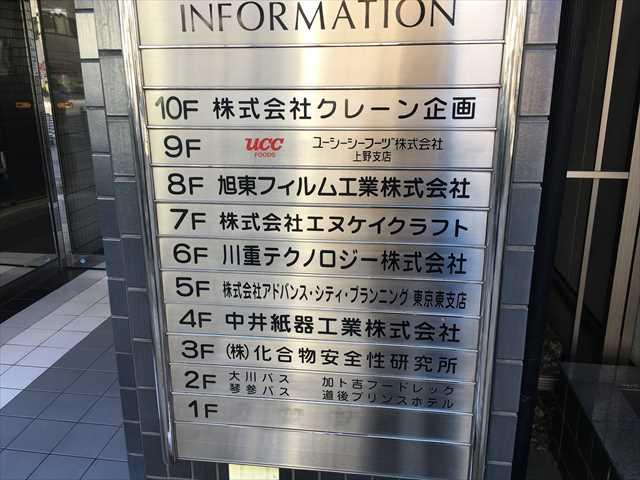 INFORMATION
10F 株式会社クレーン企画
9F ucc FOODS ユーシーシーフーヅ株式会社
上野支店
8F 旭東フィルム工業株式会社
7F 株式会社エヌケイクラフト
6F 川重テクノロジー株式会社
5F 株式会社アドバンス・シティ・プランニング 東京東支店
4F 中井紙器工業株式会社
3F (株)化合物安全性研究所
2F 大川バス 加ト吉フードレック
琴参バス 道後プリンスホテル
1F